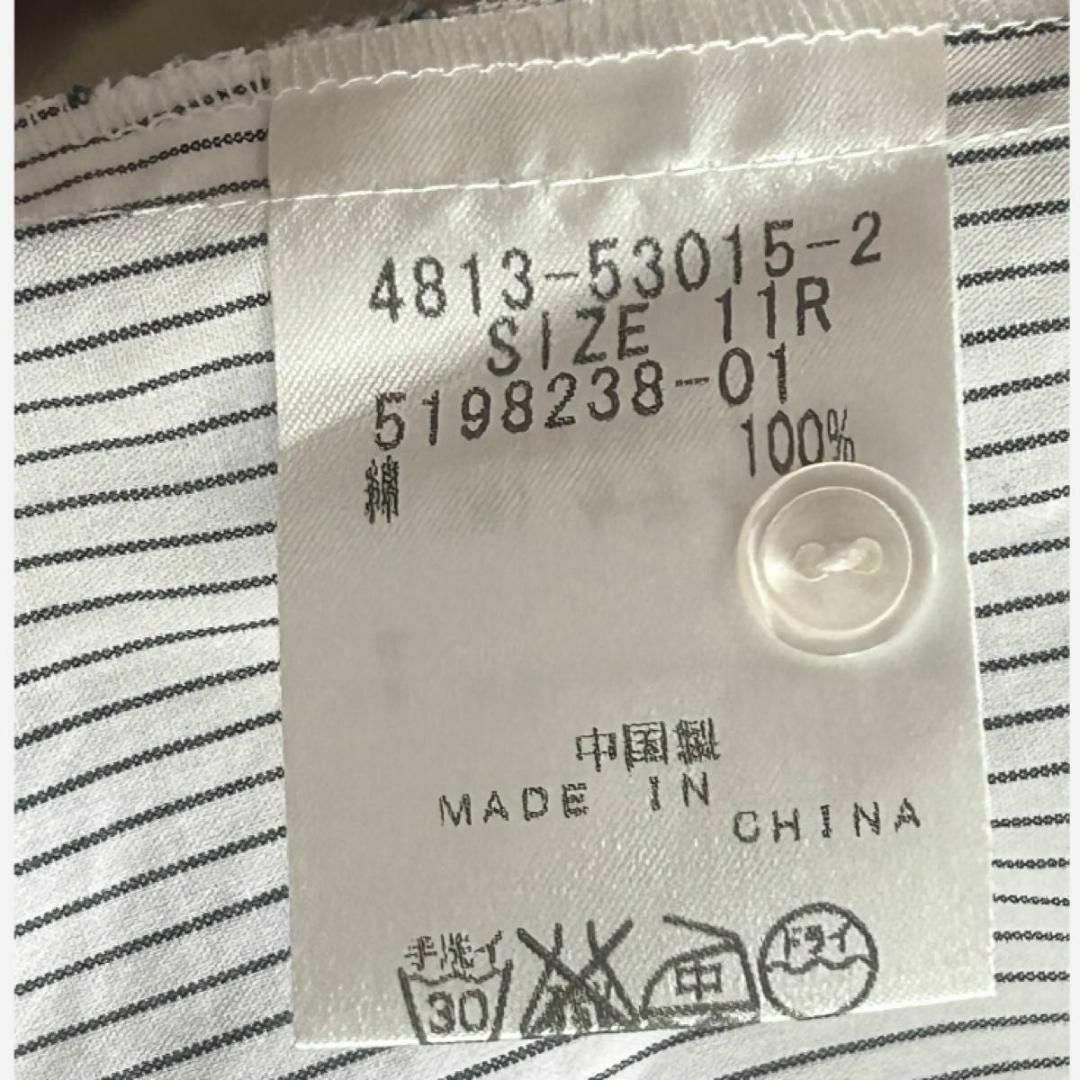 4813-53015-2
SIZE 11R
5198238-01
綿 100%
中国製
MADE IN CHINA
手洗イ 30
中
ドライ